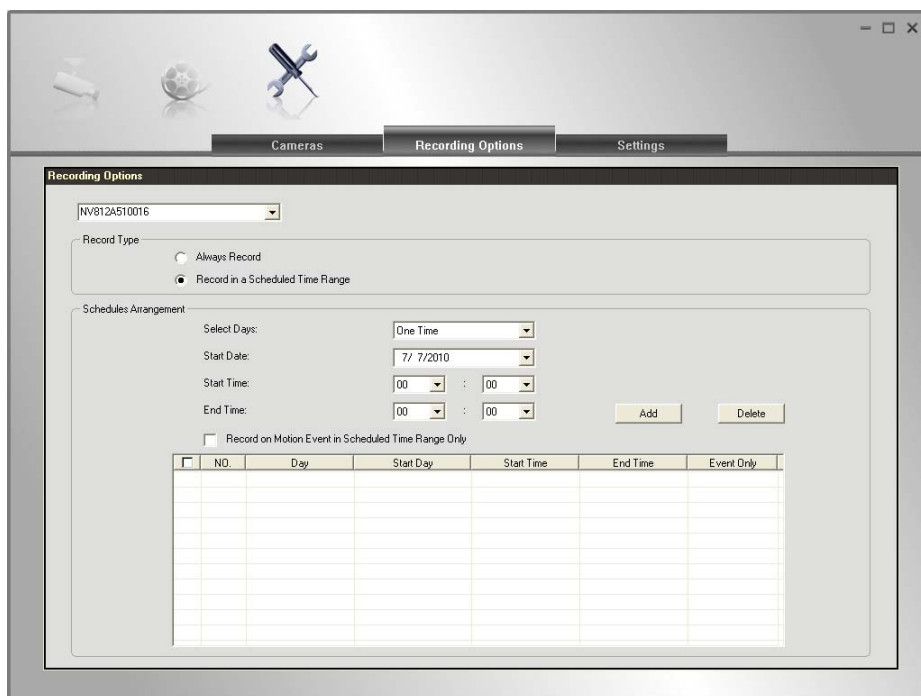 Cameras Recording Options Settings
Recording Options
NV812A510016
Record Type
Always Record
Record in a Scheduled Time Range
Schedules Arrangement
Select Days: One Time
Start Date: 7/ 7/2010
Start Time: 00 : 00
End Time: 00 : 00 Add Delete
Record on Motion Event in Scheduled Time Range Only
NO. Day Start Day Start Time End Time Event Only